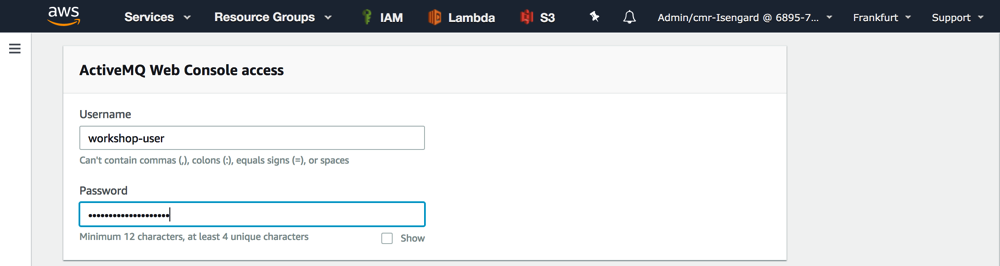 aws Services Resource Groups IAM Lambda S3 Admin/cmr-Isengard @ 6895-7... Frankfurt Support
ActiveMQ Web Console access
Username
workshop-user
Can't contain commas (,), colons (:), equals signs (=), or spaces
Password
••••••••••••••••••••
Minimum 12 characters, at least 4 unique characters Show